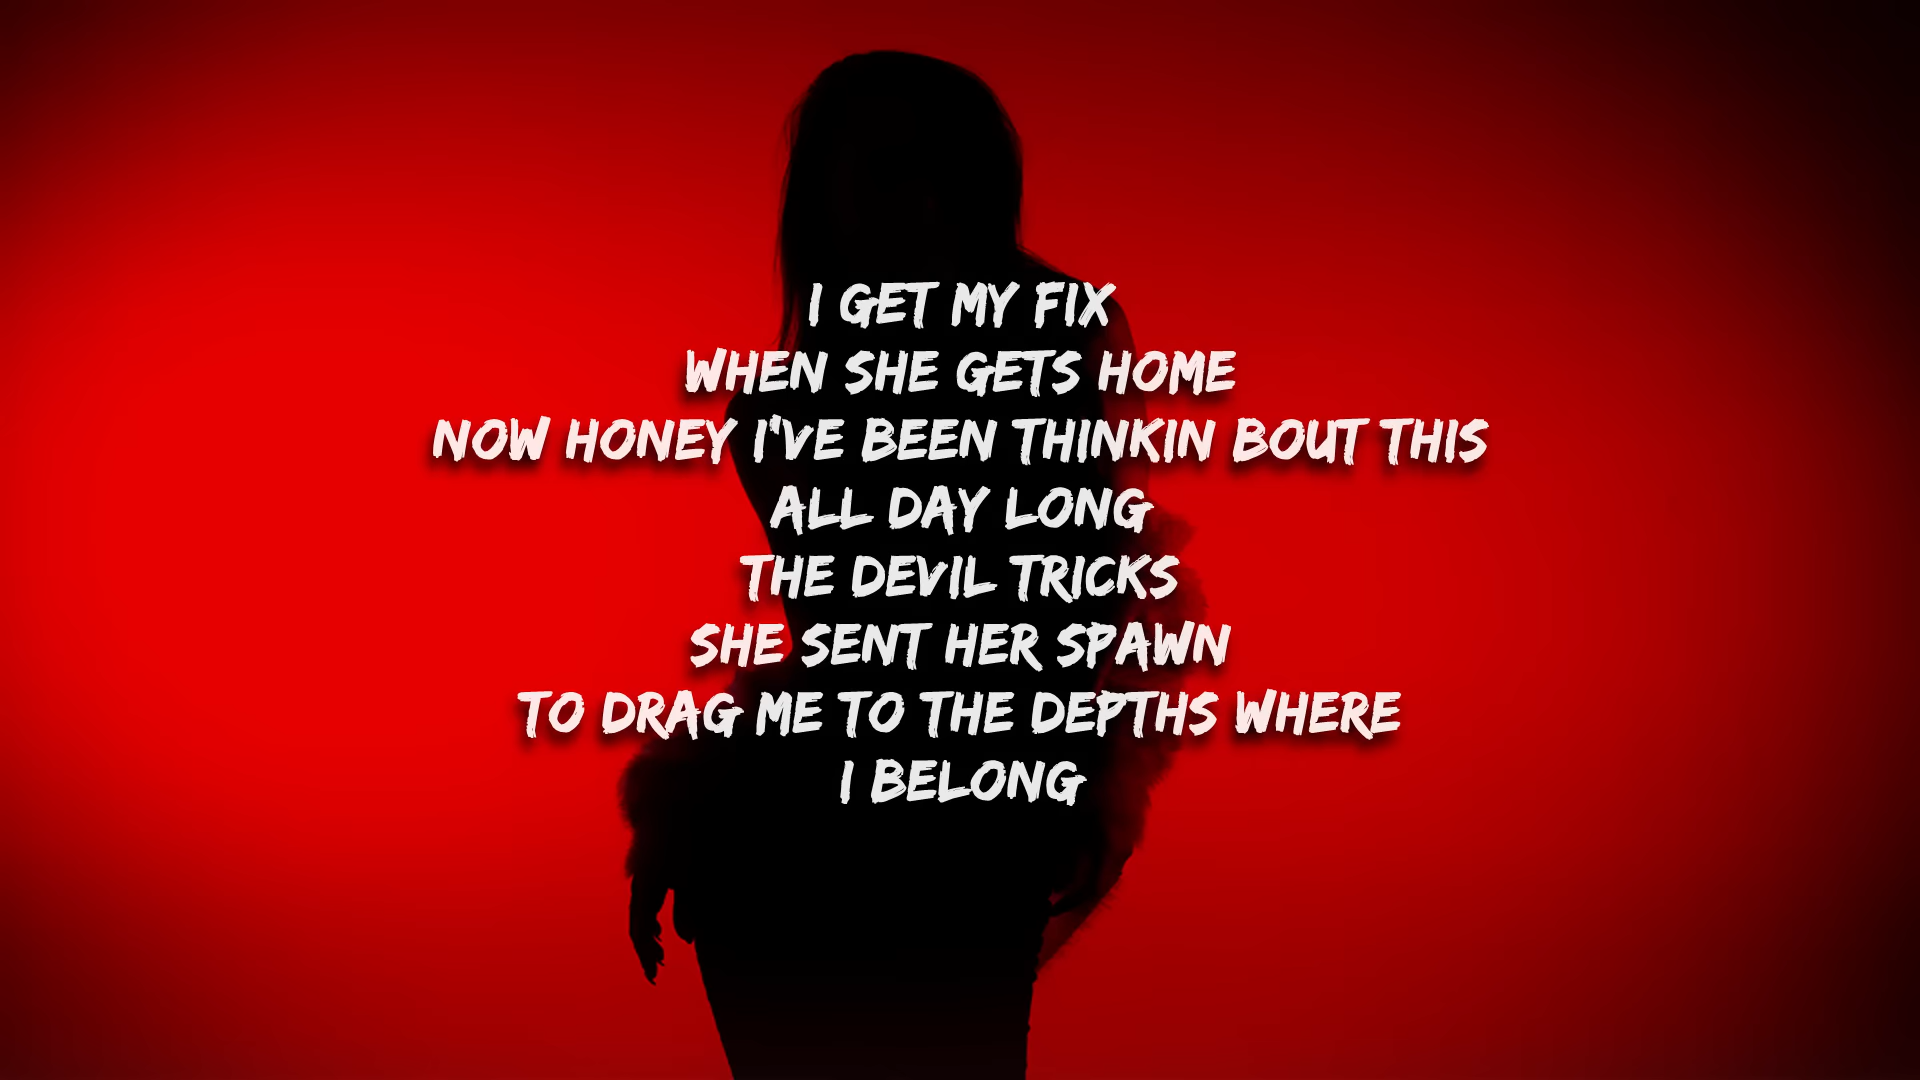 I GET MY FIX
WHEN SHE GETS HOME
NOW HONEY I'VE BEEN THINKIN BOUT THIS
ALL DAY LONG
THE DEVIL TRICKS
SHE SENT HER SPAWN
TO DRAG ME TO THE DEPTHS WHERE
I BELONG